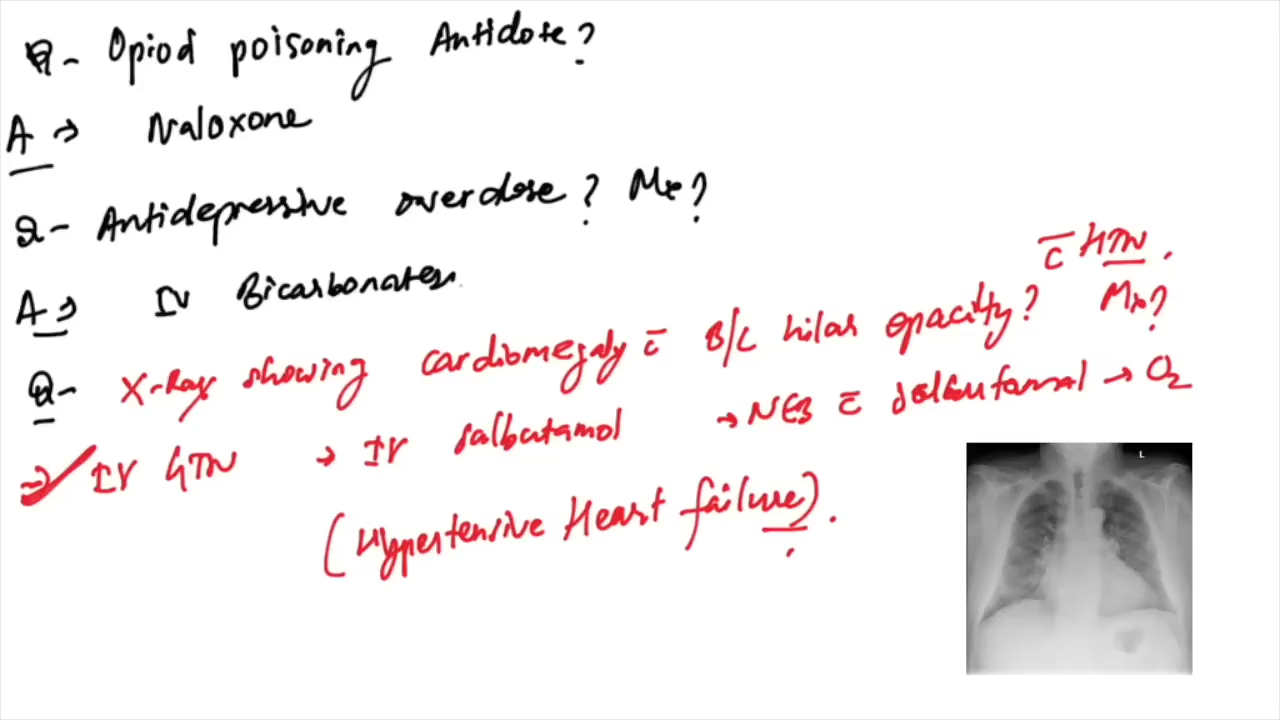 Q- Opiod poisoning Antidote?
A → Naloxone
Q- Antidepressive overdose? Mx?
A → IV Bicarbonates.
c̄ HTN.
Q- X-Ray showing cardiomegaly c̄ B/L hilar opacity? Mx?
→ IV GTN → IV salbutamol → NEB c̄ salbutamol → O2
(Hypertensive Heart failure).
L